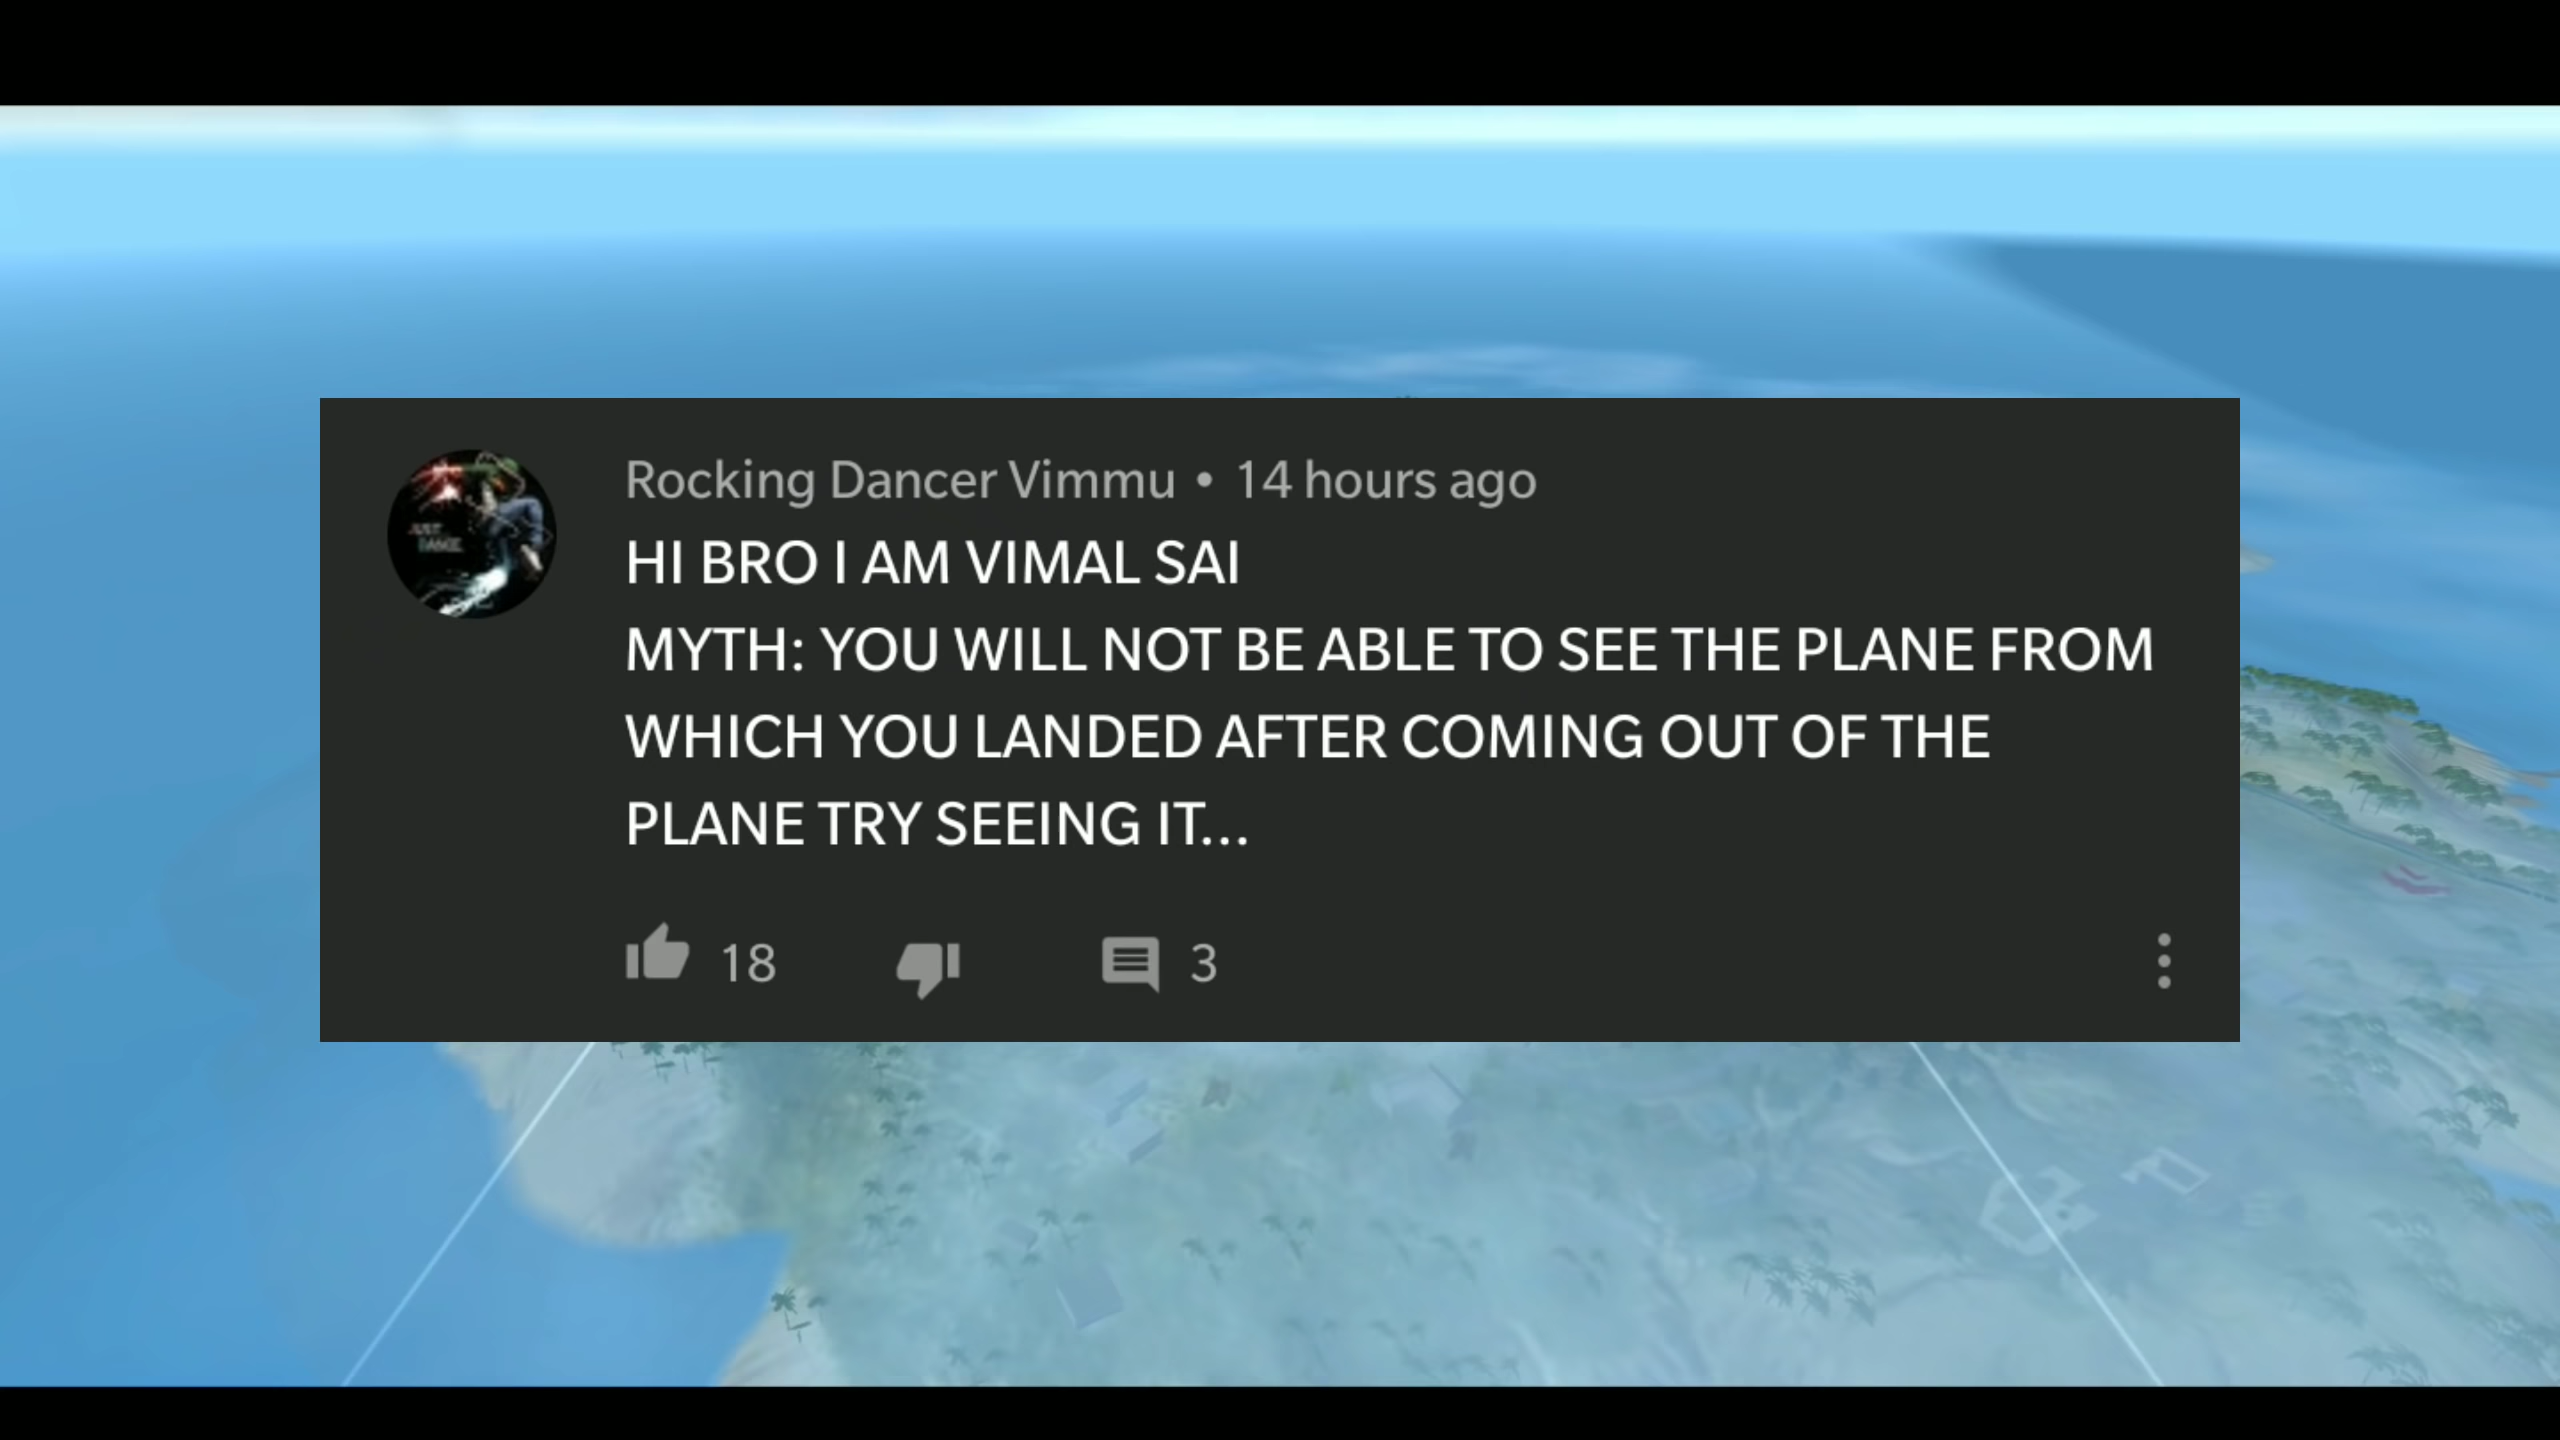 Rocking Dancer Vimmu • 14 hours ago
HI BRO I AM VIMAL SAI
MYTH: YOU WILL NOT BE ABLE TO SEE THE PLANE FROM
WHICH YOU LANDED AFTER COMING OUT OF THE
PLANE TRY SEEING IT...
18 3